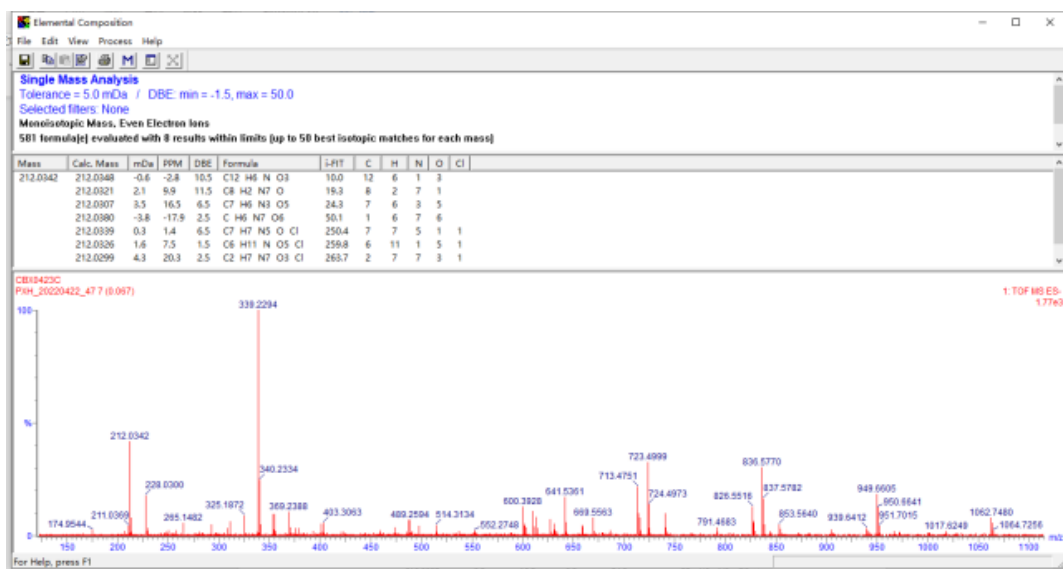 Elemental Composition
File Edit View Process Help
Single Mass Analysis
Tolerance = 5.0 mDa / DBE: min = -1.5, max = 50.0
Selected filters: None
Monoisotopic Mass, Even Electron Ions
501 formula(e) evaluated with 8 results within limits (up to 50 best isotopic matches for each mass)
Mass Calc. Mass mDa PPM DBE Formula i-FIT C H N O Cl
212.0342 212.0348 -0.6 -2.8 10.5 C12 H6 N O3 10.0 12 6 1 3
212.0321 2.1 9.9 11.5 C8 H2 N7 O 19.3 8 2 7 1
212.0307 3.5 16.5 6.5 C7 H6 N3 O5 24.3 7 6 3 5
212.0380 -3.8 -17.9 2.5 C H6 N7 O6 50.1 1 6 7 6
212.0339 0.3 1.4 6.5 C7 H7 N5 O Cl 250.4 7 7 5 1 1
212.0326 1.6 7.5 1.5 C6 H11 N O5 Cl 259.8 6 11 1 5 1
212.0299 4.3 20.3 2.5 C2 H7 N7 O3 Cl 263.7 2 7 7 3 1
CBX0423C
PXH_20220422_47 7 (0.067)
1: TOF MS ES-
1.77e3
100
339.2294
%
212.0342
723.4999
836.5770
340.2334
713.4751
228.0300
641.5361
724.4973
837.5782
949.6605
950.6641
211.0369
325.1872
369.2388
600.3928
826.5516
174.9544
265.1482
403.3063
489.2594
514.3134
552.2748
669.5563
791.4683
853.5640
939.6412
951.7015
1017.6249
1062.7480
1064.7256
0
m/z
150 200 250 300 350 400 450 500 550 600 650 700 750 800 850 900 950 1000 1050 1100
For Help, press F1